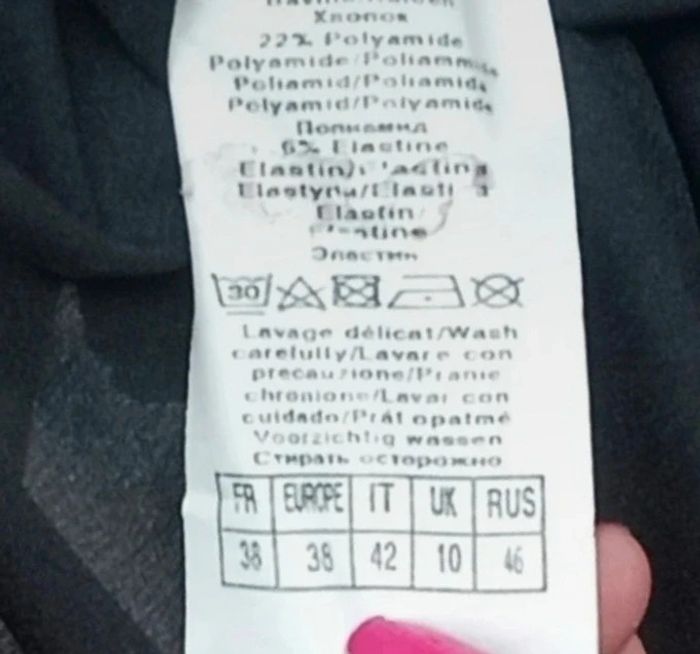 Хлопок
22% Polyamide
Polyamide/Poliammide
Poliamid/Poliamida
Polyamid/Polyamide
Полиамид
6% Elastine
Elastyna/Elasti a
Elastin
Эластин
30
Lavage délicat/Wash
carefully/Lavare con
precauzione/Pranie
chronione/Lavar con
cuidado/Prát opatrně
Voorzichtig wassen
Стирать осторожно
FR EUROPE IT UK RUS
38 38 42 10 46